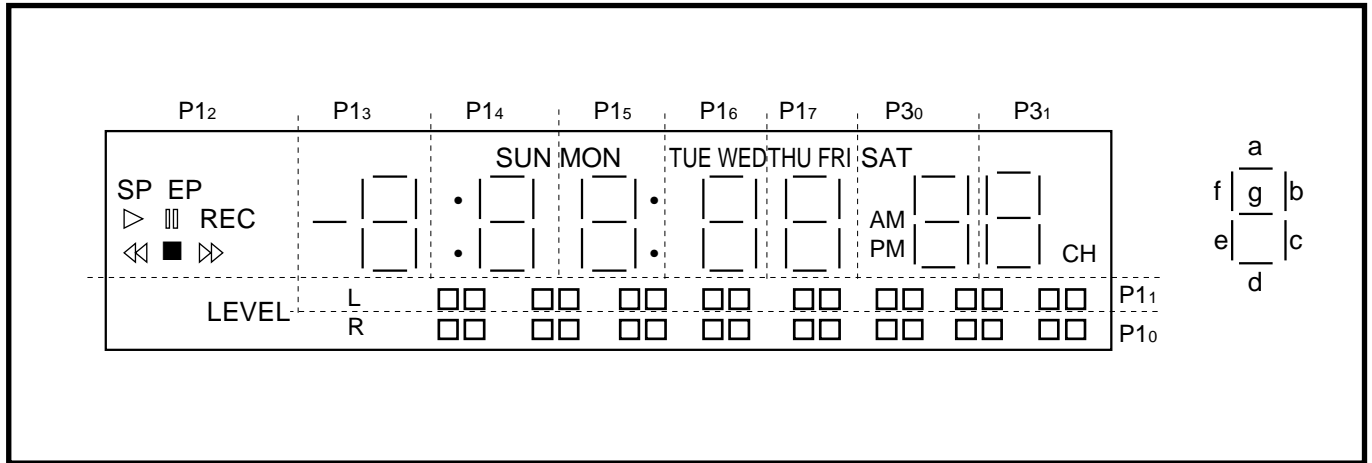 P12 P13 P14 P15 P16 P17 P30 P31
SUN MON TUE WED THU FRI SAT
a
SP EP
f g b
REC
AM
PM
e c
CH
d
L P11
LEVEL
R P10